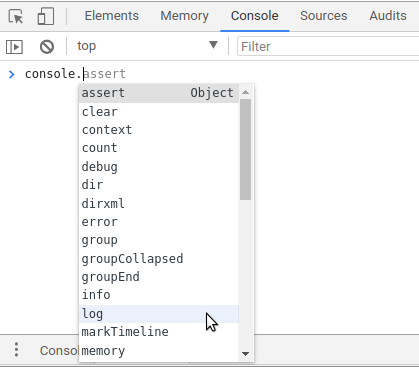 Elements Memory Console Sources Audits
top Filter
console.assert
assert Object
clear
context
count
debug
dir
dirxml
error
group
groupCollapsed
groupEnd
info
log
markTimeline
memory
Conso